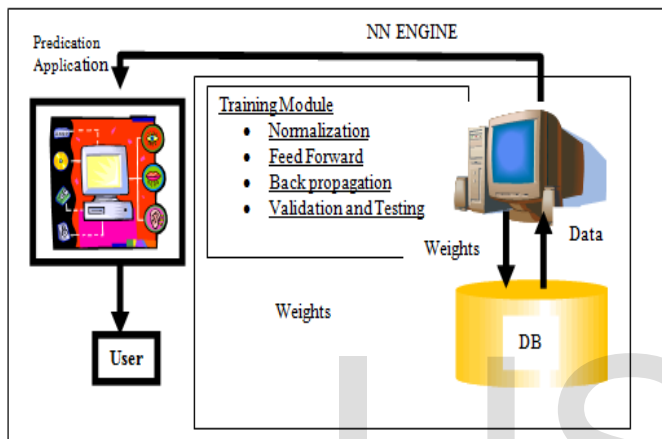 NN ENGINE
Predication
Application
Training Module
• Normalization
• Feed Forward
• Back propagation
• Validation and Testing
Weights
Data
Weights
DB
User